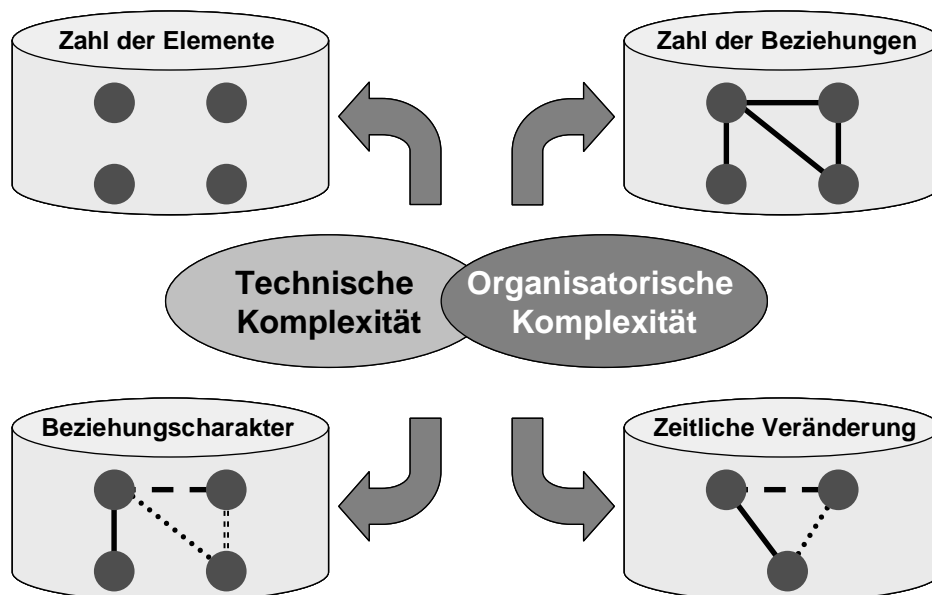 Zahl der Elemente
Zahl der Beziehungen
Technische
Komplexität
Organisatorische
Komplexität
Beziehungscharakter
Zeitliche Veränderung